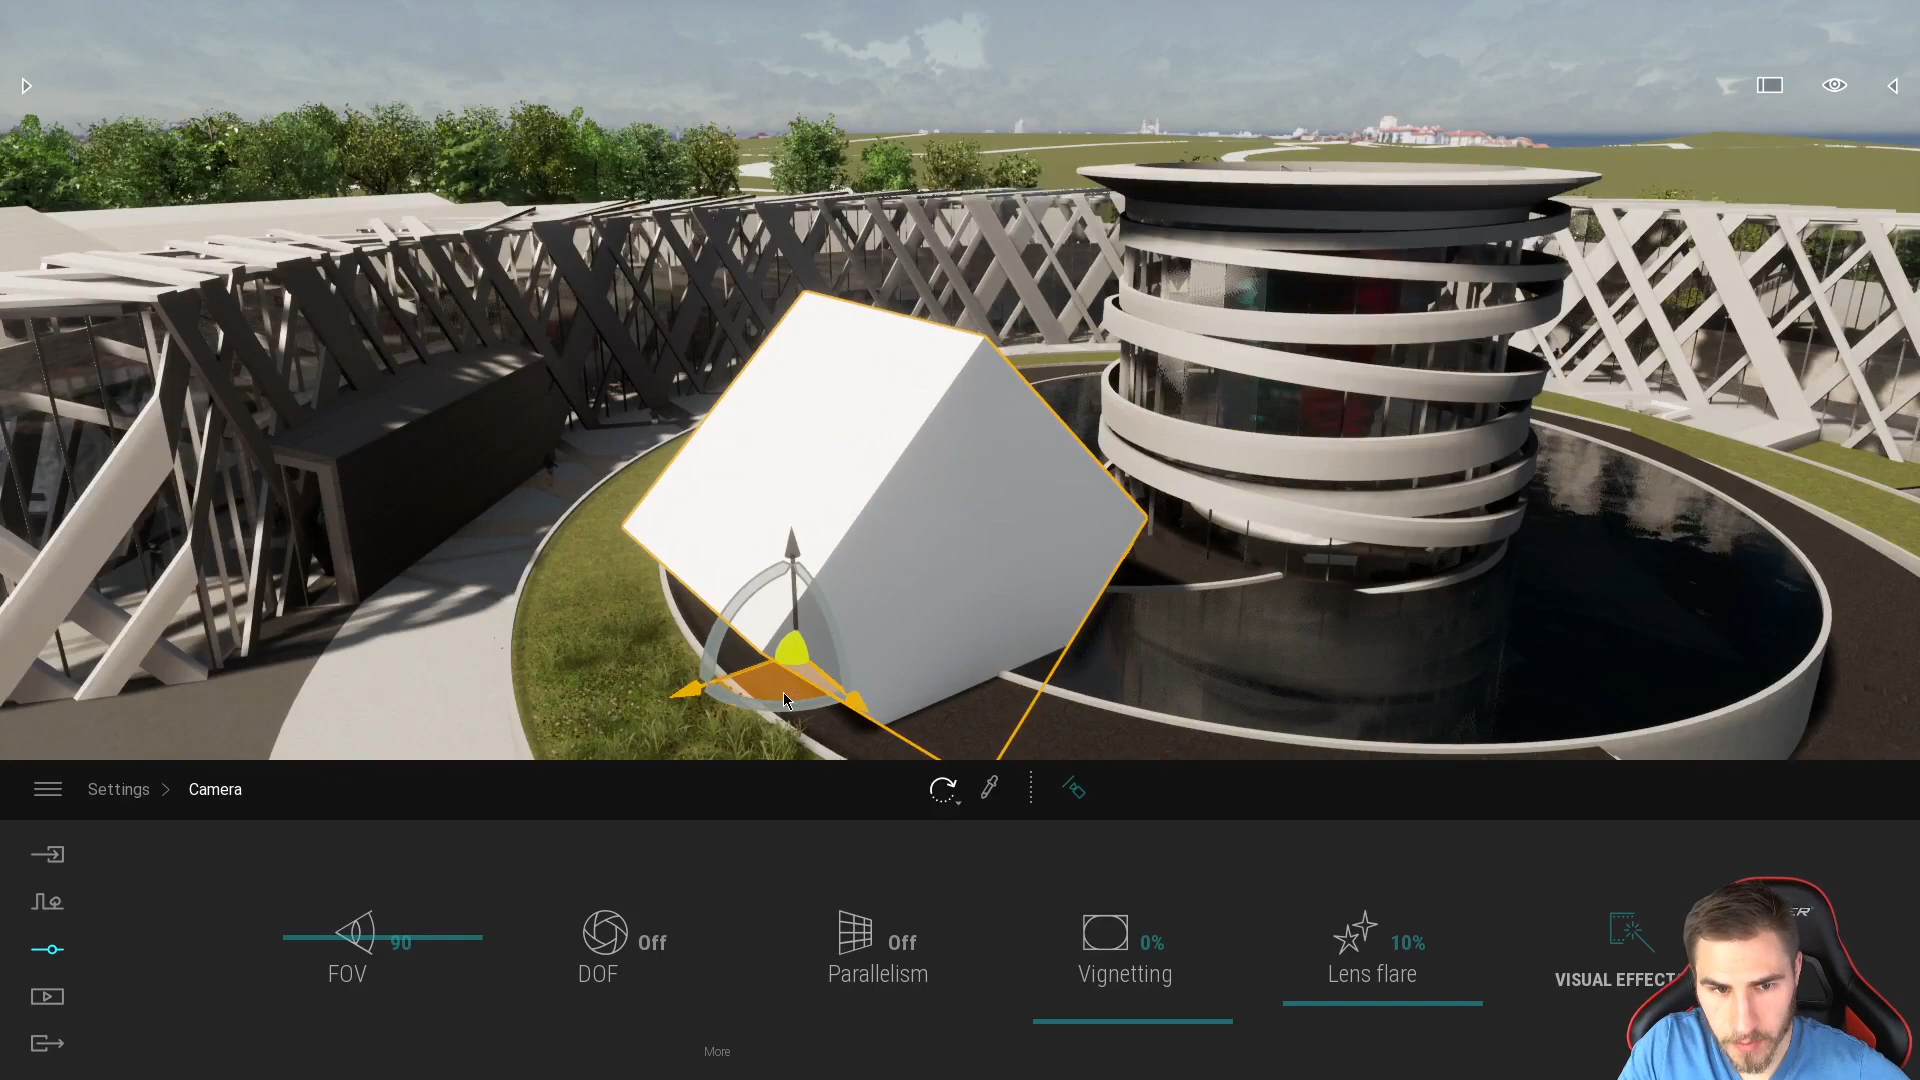 Settings
Camera
90
FOV
Off
DOF
Off
Parallelism
0%
Vignetting
10%
Lens flare
VISUAL EFFECT
More